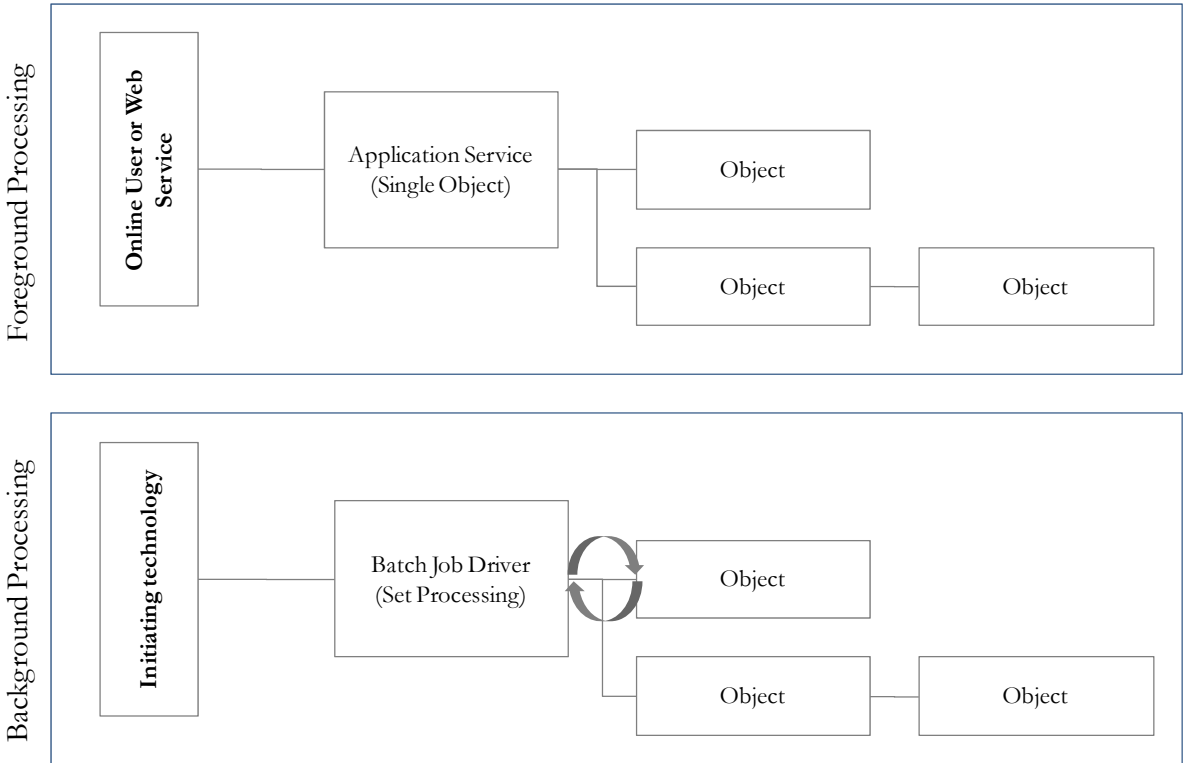 Foreground Processing
Online User or Web
Service
Application Service
(Single Object)
Object
Object
Object
Background Processing
Initiating technology
Batch Job Driver
(Set Processing)
Object
Object
Object